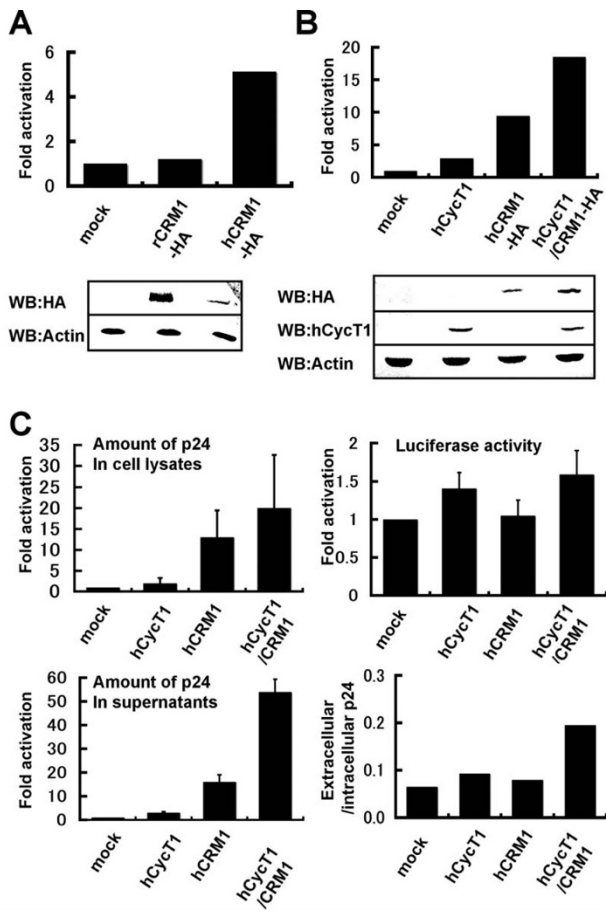 A
Fold activation
6
4
2
0
mock
rCRM1
-HA
hCRM1
-HA
WB:HA
WB:Actin
B
Fold activation
20
15
10
5
0
mock
hCycT1
hCRM1
-HA
hCycT1
/CRM1-HA
WB:HA
WB:hCycT1
WB:Actin
C
Amount of p24
In cell lysates
Fold activation
35
30
25
20
15
10
5
0
mock
hCycT1
hCRM1
hCycT1
/CRM1
Luciferase activity
Fold activation
2
1.5
1
0.5
0
mock
hCycT1
hCRM1
hCycT1
/CRM1
Amount of p24
In supernatants
Fold activation
60
50
40
30
20
10
0
mock
hCycT1
hCRM1
hCycT1
/CRM1
Extracellular
/intracellular p24
0.3
0.2
0.1
0.0
mock
hCycT1
hCRM1
hCycT1
/CRM1